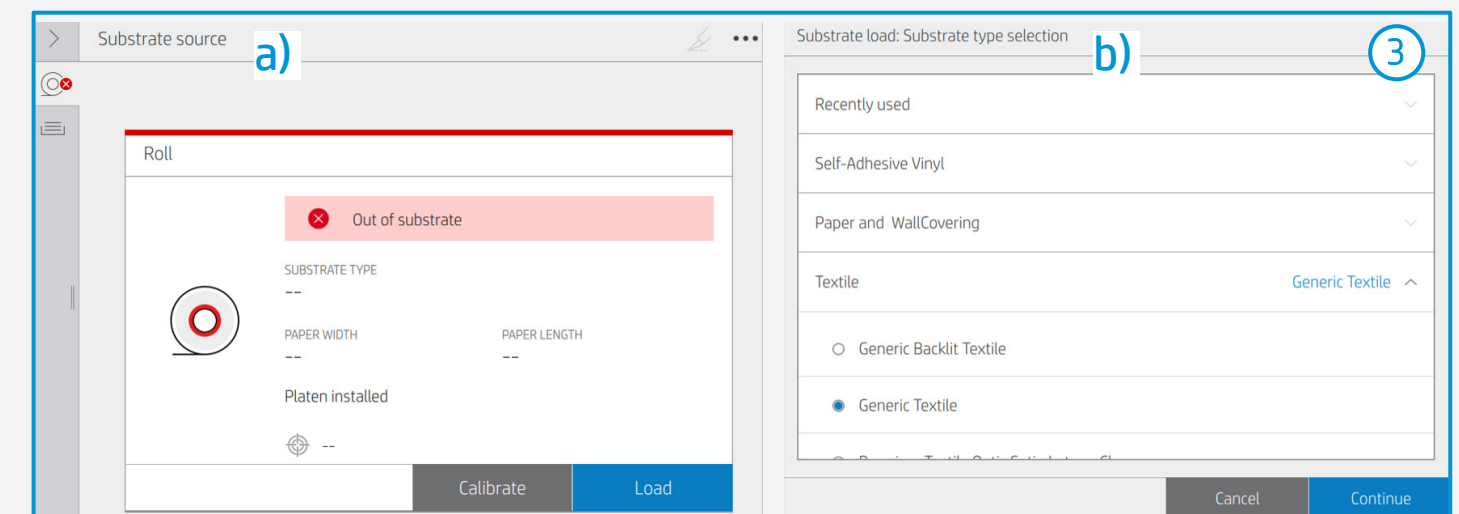 Substrate source
a)
•••
Roll
Out of substrate
SUBSTRATE TYPE
--
PAPER WIDTH
PAPER LENGTH
--
--
Platen installed
--
Calibrate
Load
Substrate load: Substrate type selection
b)
3
Recently used
Self-Adhesive Vinyl
Paper and WallCovering
Textile
Generic Textile
Generic Backlit Textile
Generic Textile
Cancel
Continue